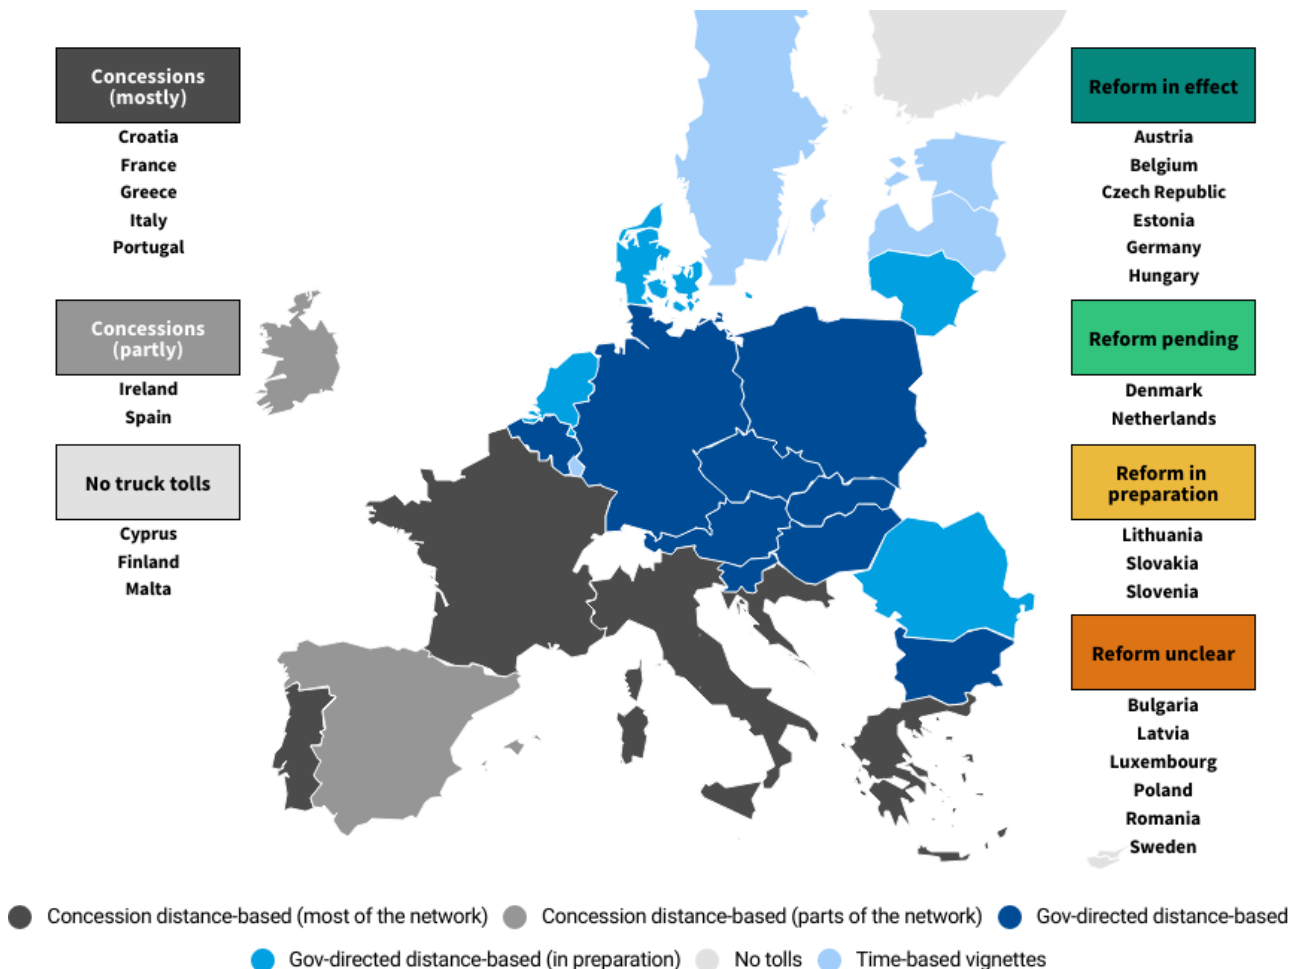 Concessions
(mostly)
Croatia
France
Greece
Italy
Portugal
Concessions
(partly)
Ireland
Spain
No truck tolls
Cyprus
Finland
Malta
Reform in effect
Austria
Belgium
Czech Republic
Estonia
Germany
Hungary
Reform pending
Denmark
Netherlands
Reform in
preparation
Lithuania
Slovakia
Slovenia
Reform unclear
Bulgaria
Latvia
Luxembourg
Poland
Romania
Sweden
Concession distance-based (most of the network)
Concession distance-based (parts of the network)
Gov-directed distance-based
Gov-directed distance-based (in preparation)
No tolls
Time-based vignettes